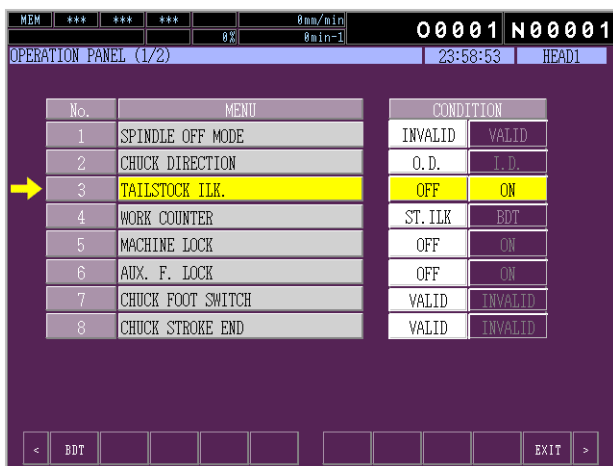 MEM *** *** *** 0mm/min O0001 N00001
0% 0min-1
OPERATION PANEL (1/2) 23:58:53 HEAD1
No. MENU CONDITION
1 SPINDLE OFF MODE INVALID VALID
2 CHUCK DIRECTION O.D. I.D.
3 TAILSTOCK ILK. OFF ON
4 WORK COUNTER ST.ILK BDT
5 MACHINE LOCK OFF ON
6 AUX. F. LOCK OFF ON
7 CHUCK FOOT SWITCH VALID INVALID
8 CHUCK STROKE END VALID INVALID
< BDT EXIT >